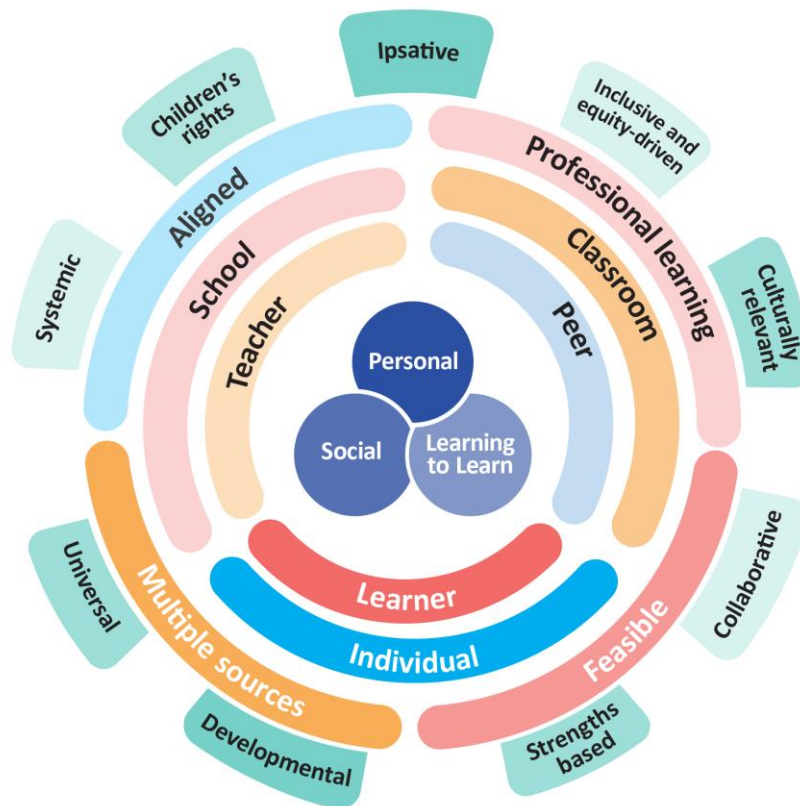 Ipsative
Inclusive and
equity-driven
Culturally
relevant
Collaborative
Strengths
based
Developmental
Universal
Systemic
Children's
rights
Aligned
Professional learning
Feasible
Multiple sources
School
Classroom
Individual
Teacher
Peer
Learner
Personal
Social
Learning
to Learn